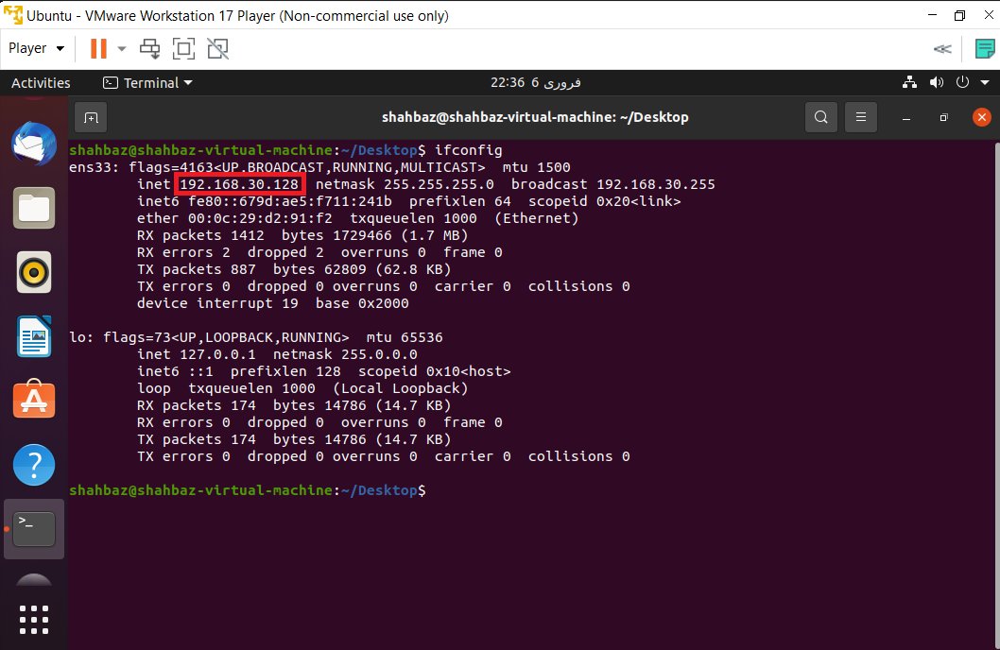 Ubuntu - VMware Workstation 17 Player (Non-commercial use only)
Player
Activities Terminal 22:36 6 فروری
shahbaz@shahbaz-virtual-machine: ~/Desktop
shahbaz@shahbaz-virtual-machine:~/Desktop$ ifconfig
ens33: flags=4163<UP,BROADCAST,RUNNING,MULTICAST>  mtu 1500
        inet 192.168.30.128  netmask 255.255.255.0  broadcast 192.168.30.255
        inet6 fe80::679d:ae5:f711:241b  prefixlen 64  scopeid 0x20<link>
        ether 00:0c:29:d2:91:f2  txqueuelen 1000  (Ethernet)
        RX packets 1412  bytes 1729466 (1.7 MB)
        RX errors 2  dropped 2  overruns 0  frame 0
        TX packets 887  bytes 62809 (62.8 KB)
        TX errors 0  dropped 0 overruns 0  carrier 0  collisions 0
        device interrupt 19  base 0x2000
lo: flags=73<UP,LOOPBACK,RUNNING>  mtu 65536
        inet 127.0.0.1  netmask 255.0.0.0
        inet6 ::1  prefixlen 128  scopeid 0x10<host>
        loop  txqueuelen 1000  (Local Loopback)
        RX packets 174  bytes 14786 (14.7 KB)
        RX errors 0  dropped 0  overruns 0  frame 0
        TX packets 174  bytes 14786 (14.7 KB)
        TX errors 0  dropped 0 overruns 0  carrier 0  collisions 0
shahbaz@shahbaz-virtual-machine:~/Desktop$